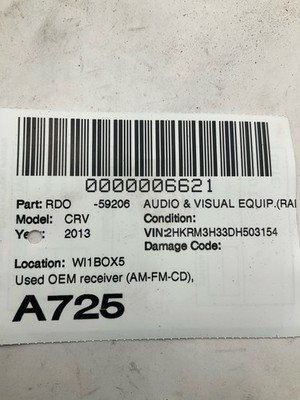 0000006621
Part: RDO -59206 AUDIO & VISUAL EQUIP.(RAI
Model: CRV Condition:
Year: 2013 VIN:2HKRM3H33DH503154
Damage Code:
Location: WI1BOX5
Used OEM receiver (AM-FM-CD),
A725